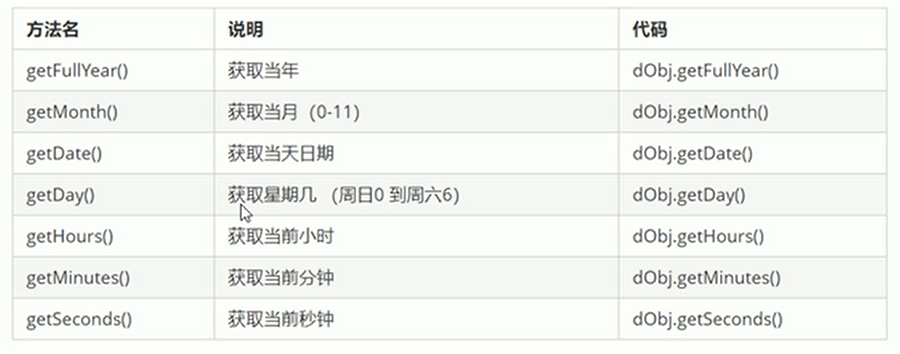 方法名 说明 代码
getFullYear() 获取当年 dObj.getFullYear()
getMonth() 获取当月（0-11） dObj.getMonth()
getDate() 获取当天日期 dObj.getDate()
getDay() 获取星期几 （周日0 到周六6） dObj.getDay()
getHours() 获取当前小时 dObj.getHours()
getMinutes() 获取当前分钟 dObj.getMinutes()
getSeconds() 获取当前秒钟 dObj.getSeconds()